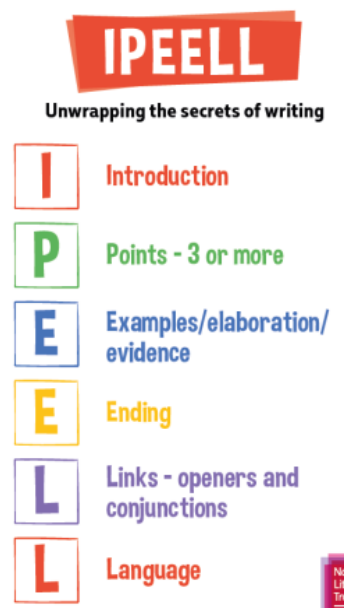 IPEELL
Unwrapping the secrets of writing
I
Introduction
P
Points - 3 or more
E
Examples/elaboration/
evidence
E
Ending
L
Links - openers and
conjunctions
L
Language